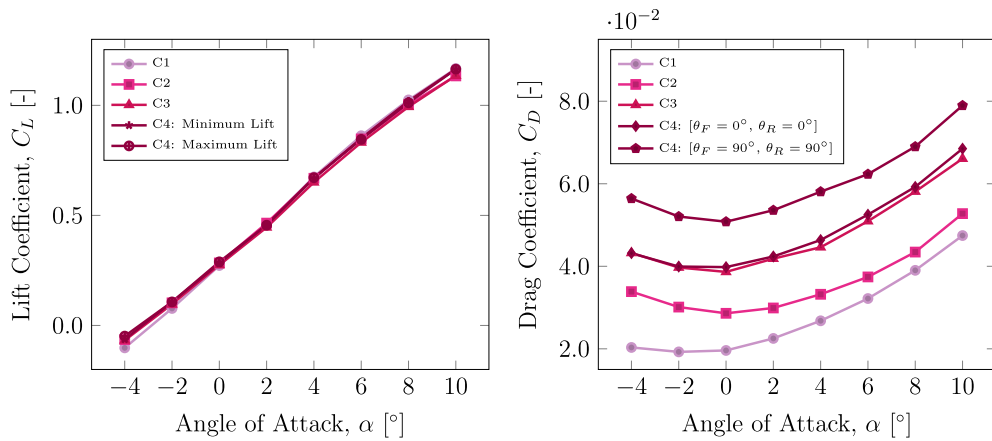 Lift Coefficient, C_L [-]
1.0
0.5
0.0
C1
C2
C3
C4: Minimum Lift
C4: Maximum Lift
−4 −2 0 2 4 6 8 10
Angle of Attack, α [°]
·10⁻²
Drag Coefficient, C_D [-]
8.0
6.0
4.0
2.0
C1
C2
C3
C4: [θ_F = 0°, θ_R = 0°]
C4: [θ_F = 90°, θ_R = 90°]
−4 −2 0 2 4 6 8 10
Angle of Attack, α [°]